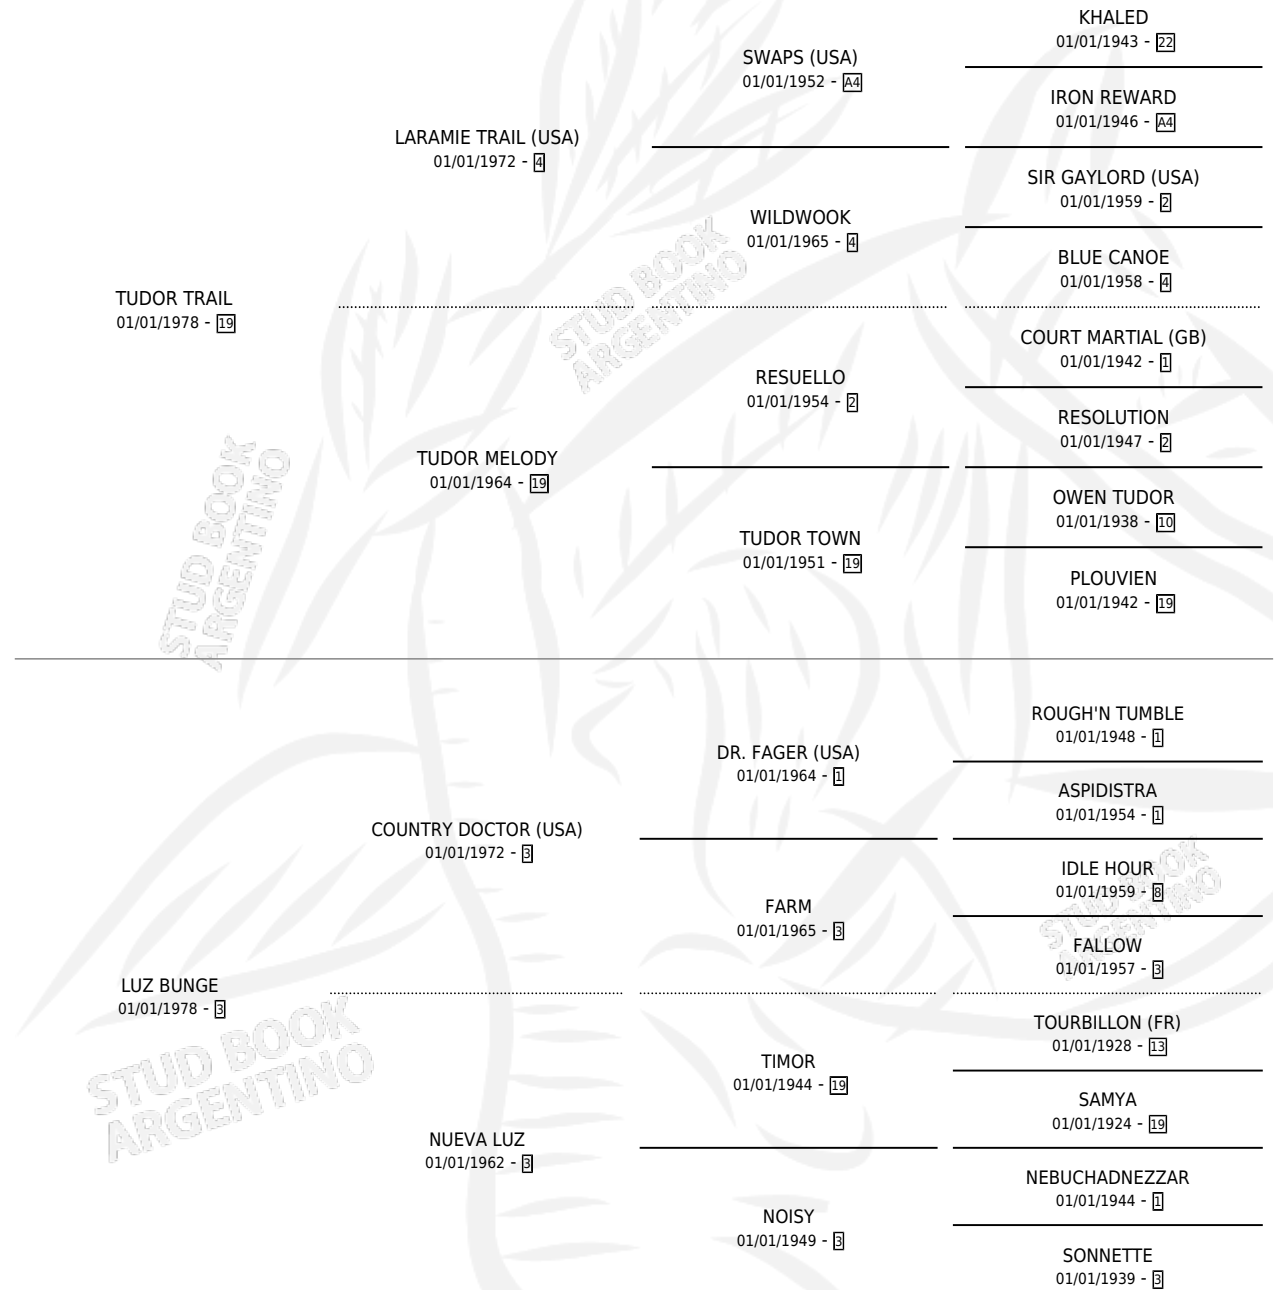 KHALED
01/01/1943 - 22
SWAPS (USA)
01/01/1952 - A4
IRON REWARD
01/01/1946 - A4
LARAMIE TRAIL (USA)
01/01/1972 - 4
SIR GAYLORD (USA)
01/01/1959 - 2
WILDWOOK
01/01/1965 - 4
BLUE CANOE
01/01/1958 - 4
TUDOR TRAIL
01/01/1978 - 19
COURT MARTIAL (GB)
01/01/1942 - 1
RESUELLO
01/01/1954 - 2
RESOLUTION
01/01/1947 - 2
TUDOR MELODY
01/01/1964 - 19
OWEN TUDOR
01/01/1938 - 10
TUDOR TOWN
01/01/1951 - 19
PLOUVIEN
01/01/1942 - 19
STUD BOOK
ARGENTINO
STUD BOOK
ARGENTINO
ROUGH'N TUMBLE
01/01/1948 - 1
DR. FAGER (USA)
01/01/1964 - 1
ASPIDISTRA
01/01/1954 - 1
COUNTRY DOCTOR (USA)
01/01/1972 - 3
IDLE HOUR
01/01/1959 - 8
FARM
01/01/1965 - 3
FALLOW
01/01/1957 - 3
LUZ BUNGE
01/01/1978 - 3
TOURBILLON (FR)
01/01/1928 - 13
TIMOR
01/01/1944 - 19
SAMYA
01/01/1924 - 19
NUEVA LUZ
01/01/1962 - 3
NEBUCHADNEZZAR
01/01/1944 - 1
NOISY
01/01/1949 - 3
SONNETTE
01/01/1939 - 3
STUD BOOK
ARGENTINO
STUD BOOK
ARGENTINO